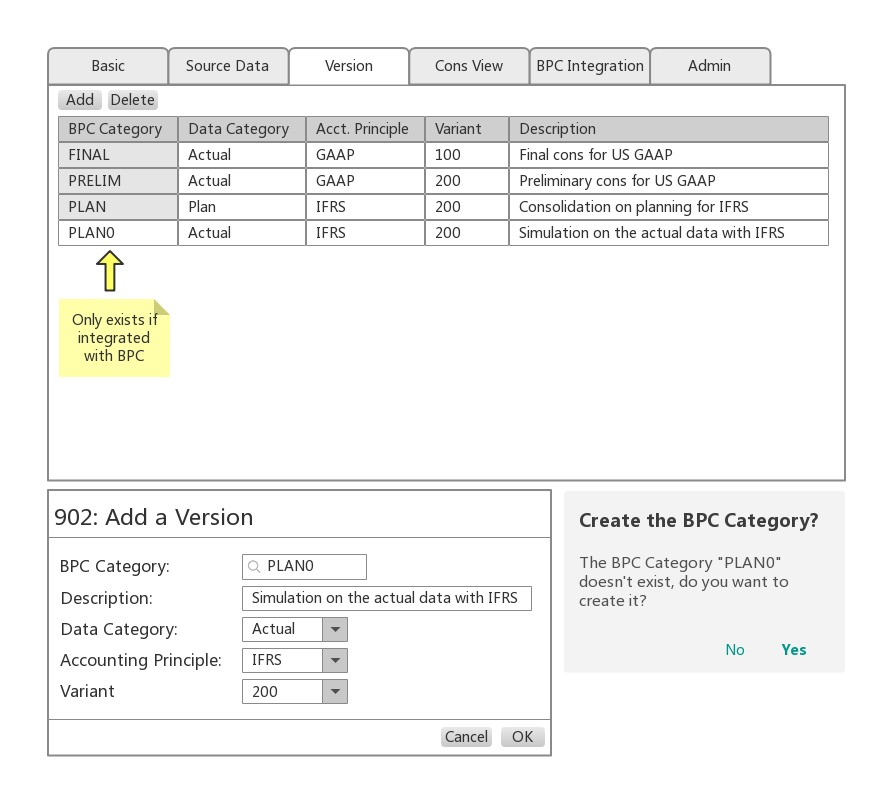 Basic Source Data Version Cons View BPC Integration Admin
Add Delete
BPC Category Data Category Acct. Principle Variant Description
FINAL Actual GAAP 100 Final cons for US GAAP
PRELIM Actual GAAP 200 Preliminary cons for US GAAP
PLAN Plan IFRS 200 Consolidation on planning for IFRS
PLAN0 Actual IFRS 200 Simulation on the actual data with IFRS
Only exists if
integrated
with BPC
902: Add a Version
BPC Category: PLAN0
Description: Simulation on the actual data with IFRS
Data Category: Actual
Accounting Principle: IFRS
Variant 200
Cancel OK
Create the BPC Category?
The BPC Category "PLAN0"
doesn't exist, do you want to
create it?
No Yes